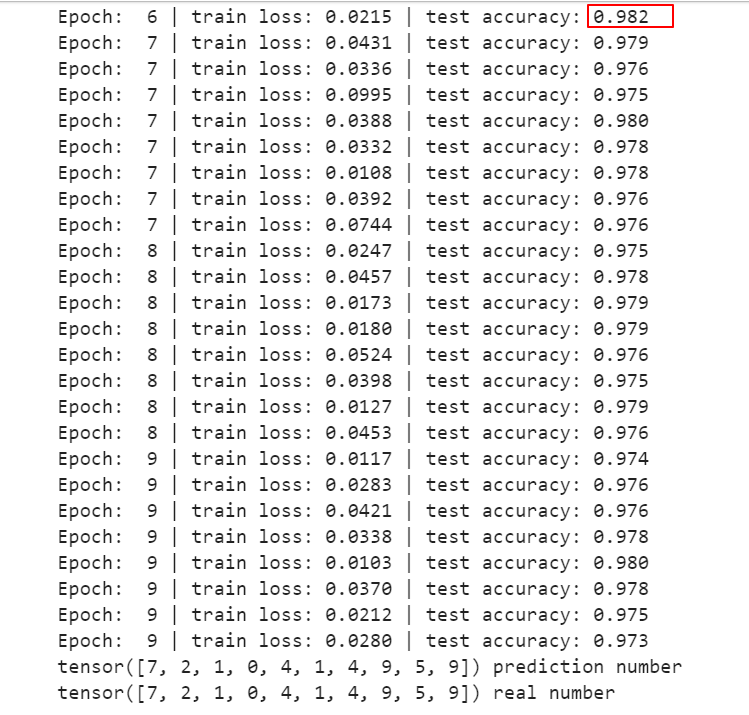 Epoch:  6 | train loss: 0.0215 | test accuracy: 0.982
Epoch:  7 | train loss: 0.0431 | test accuracy: 0.979
Epoch:  7 | train loss: 0.0336 | test accuracy: 0.976
Epoch:  7 | train loss: 0.0995 | test accuracy: 0.975
Epoch:  7 | train loss: 0.0388 | test accuracy: 0.980
Epoch:  7 | train loss: 0.0332 | test accuracy: 0.978
Epoch:  7 | train loss: 0.0108 | test accuracy: 0.978
Epoch:  7 | train loss: 0.0392 | test accuracy: 0.976
Epoch:  7 | train loss: 0.0744 | test accuracy: 0.976
Epoch:  8 | train loss: 0.0247 | test accuracy: 0.975
Epoch:  8 | train loss: 0.0457 | test accuracy: 0.978
Epoch:  8 | train loss: 0.0173 | test accuracy: 0.979
Epoch:  8 | train loss: 0.0180 | test accuracy: 0.979
Epoch:  8 | train loss: 0.0524 | test accuracy: 0.976
Epoch:  8 | train loss: 0.0398 | test accuracy: 0.975
Epoch:  8 | train loss: 0.0127 | test accuracy: 0.979
Epoch:  8 | train loss: 0.0453 | test accuracy: 0.976
Epoch:  9 | train loss: 0.0117 | test accuracy: 0.974
Epoch:  9 | train loss: 0.0283 | test accuracy: 0.976
Epoch:  9 | train loss: 0.0421 | test accuracy: 0.976
Epoch:  9 | train loss: 0.0338 | test accuracy: 0.978
Epoch:  9 | train loss: 0.0103 | test accuracy: 0.980
Epoch:  9 | train loss: 0.0370 | test accuracy: 0.978
Epoch:  9 | train loss: 0.0212 | test accuracy: 0.975
Epoch:  9 | train loss: 0.0280 | test accuracy: 0.973
tensor([7, 2, 1, 0, 4, 1, 4, 9, 5, 9]) prediction number
tensor([7, 2, 1, 0, 4, 1, 4, 9, 5, 9]) real number